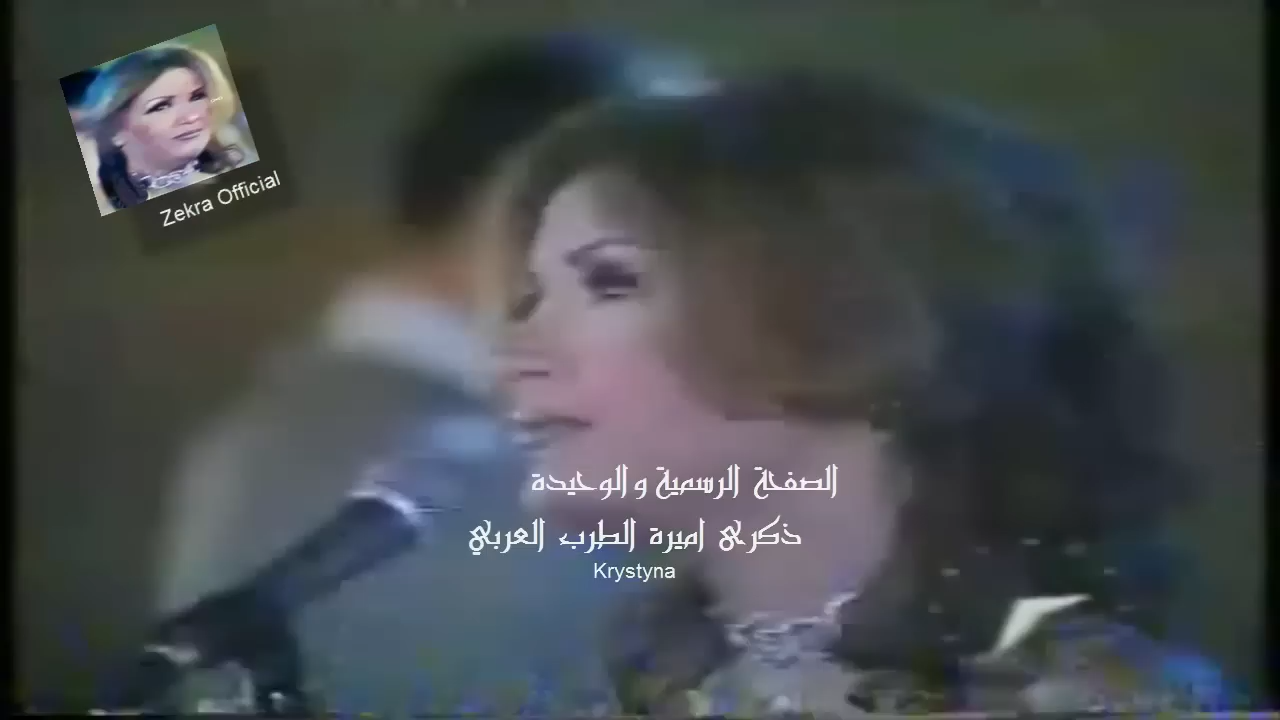 Zekra Official
الصفحة الرسمية والوحيدة
ذكرى اميرة الطرب العربي
Krystyna